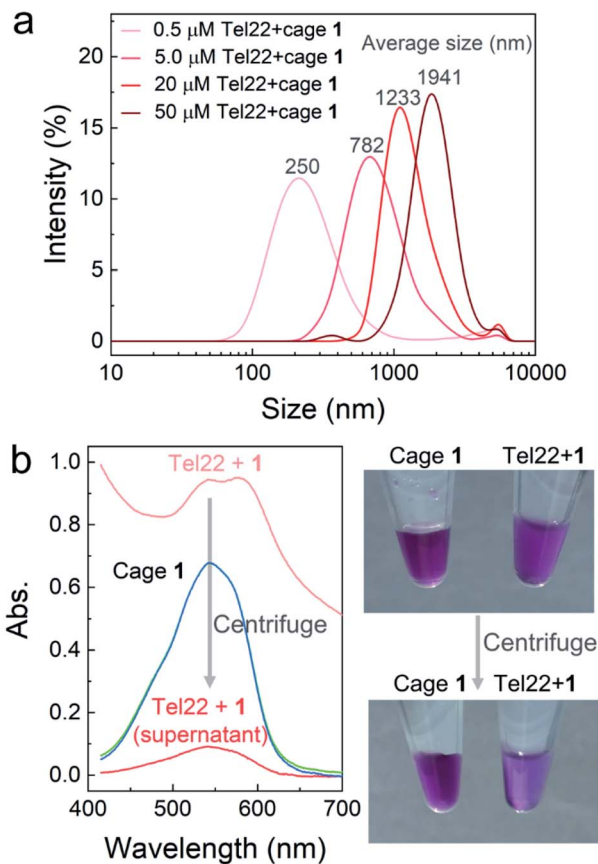 a
0.5 μM Tel22+cage 1
5.0 μM Tel22+cage 1
20 μM Tel22+cage 1
50 μM Tel22+cage 1
Average size (nm)
1941
1233
782
250
Intensity (%)
20
15
10
5
0
10
100
1000
10000
Size (nm)
b
Tel22 + 1
Cage 1
Centrifuge
Tel22 + 1
(supernatant)
Abs.
1.0
0.8
0.6
0.4
0.2
0.0
400
500
600
700
Wavelength (nm)
Cage 1
Tel22+1
Centrifuge
Cage 1
Tel22+1